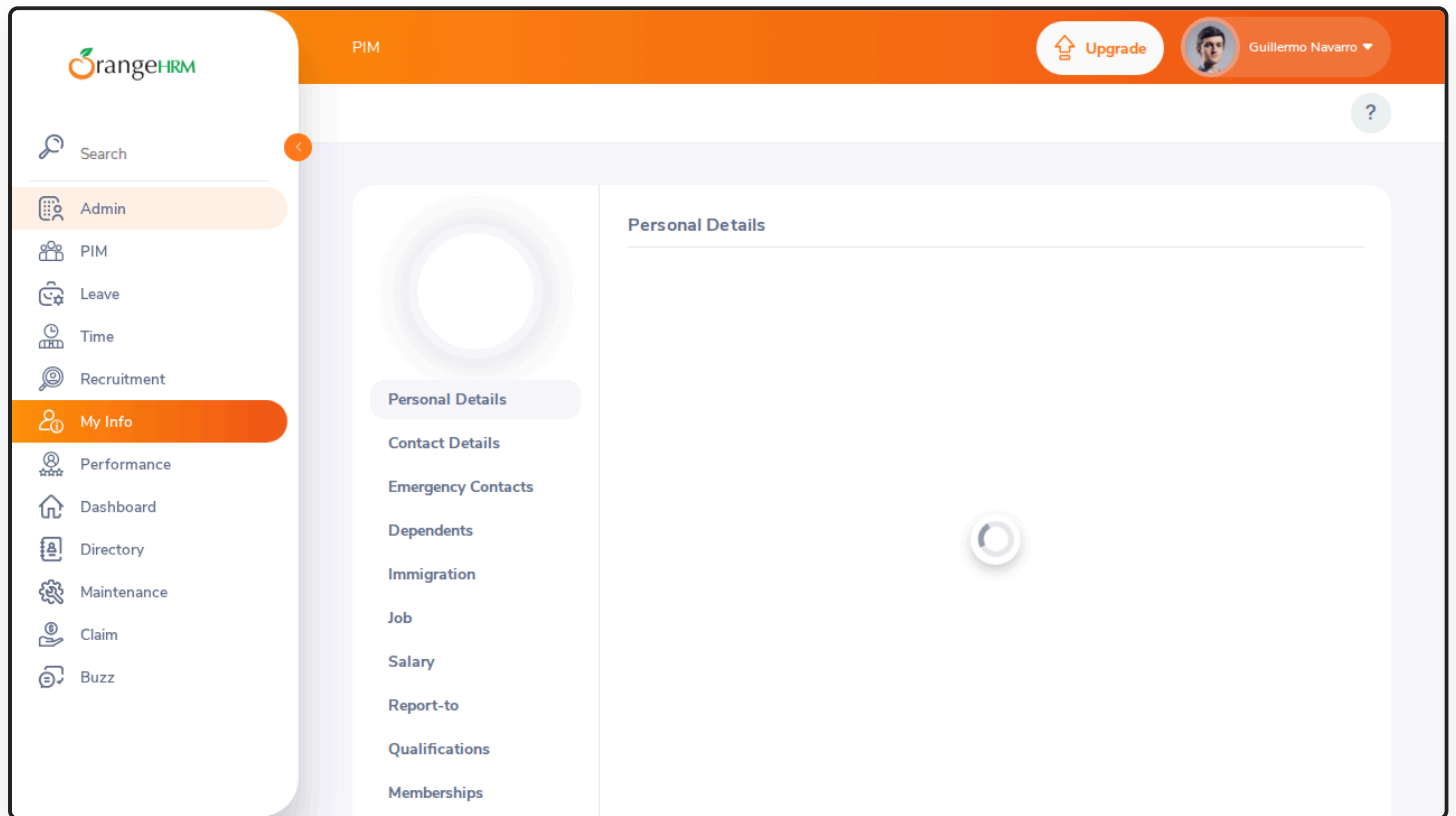 OrangeHRM
PIM
Upgrade
Guillermo Navarro
?
Search
Admin
PIM
Leave
Time
Recruitment
My Info
Performance
Dashboard
Directory
Maintenance
Claim
Buzz
Personal Details
Contact Details
Emergency Contacts
Dependents
Immigration
Job
Salary
Report-to
Qualifications
Memberships
Personal Details